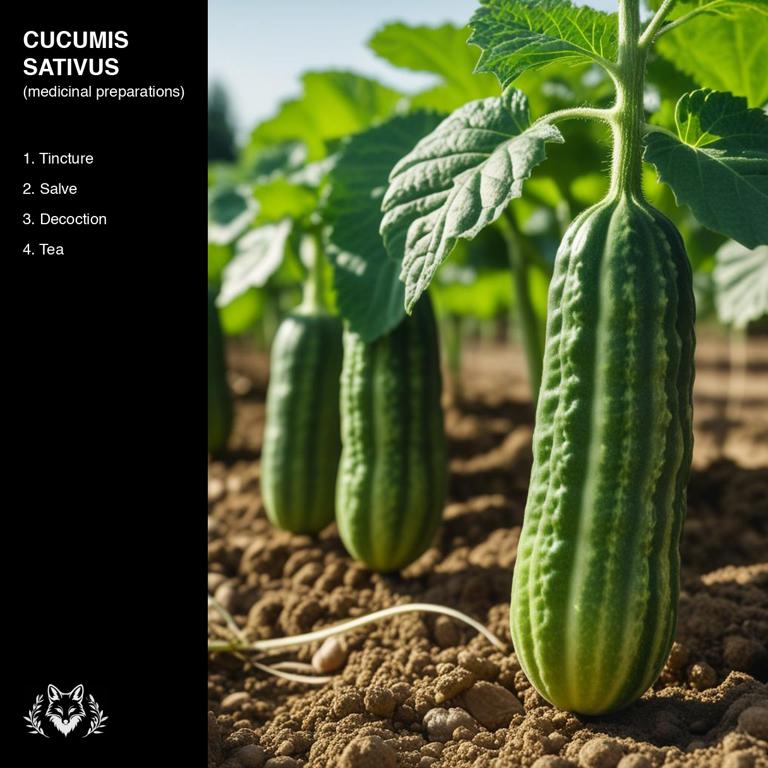 CUCUMIS
SATIVUS
(medicinal preparations)
1. Tincture
2. Salve
3. Decoction
4. Tea